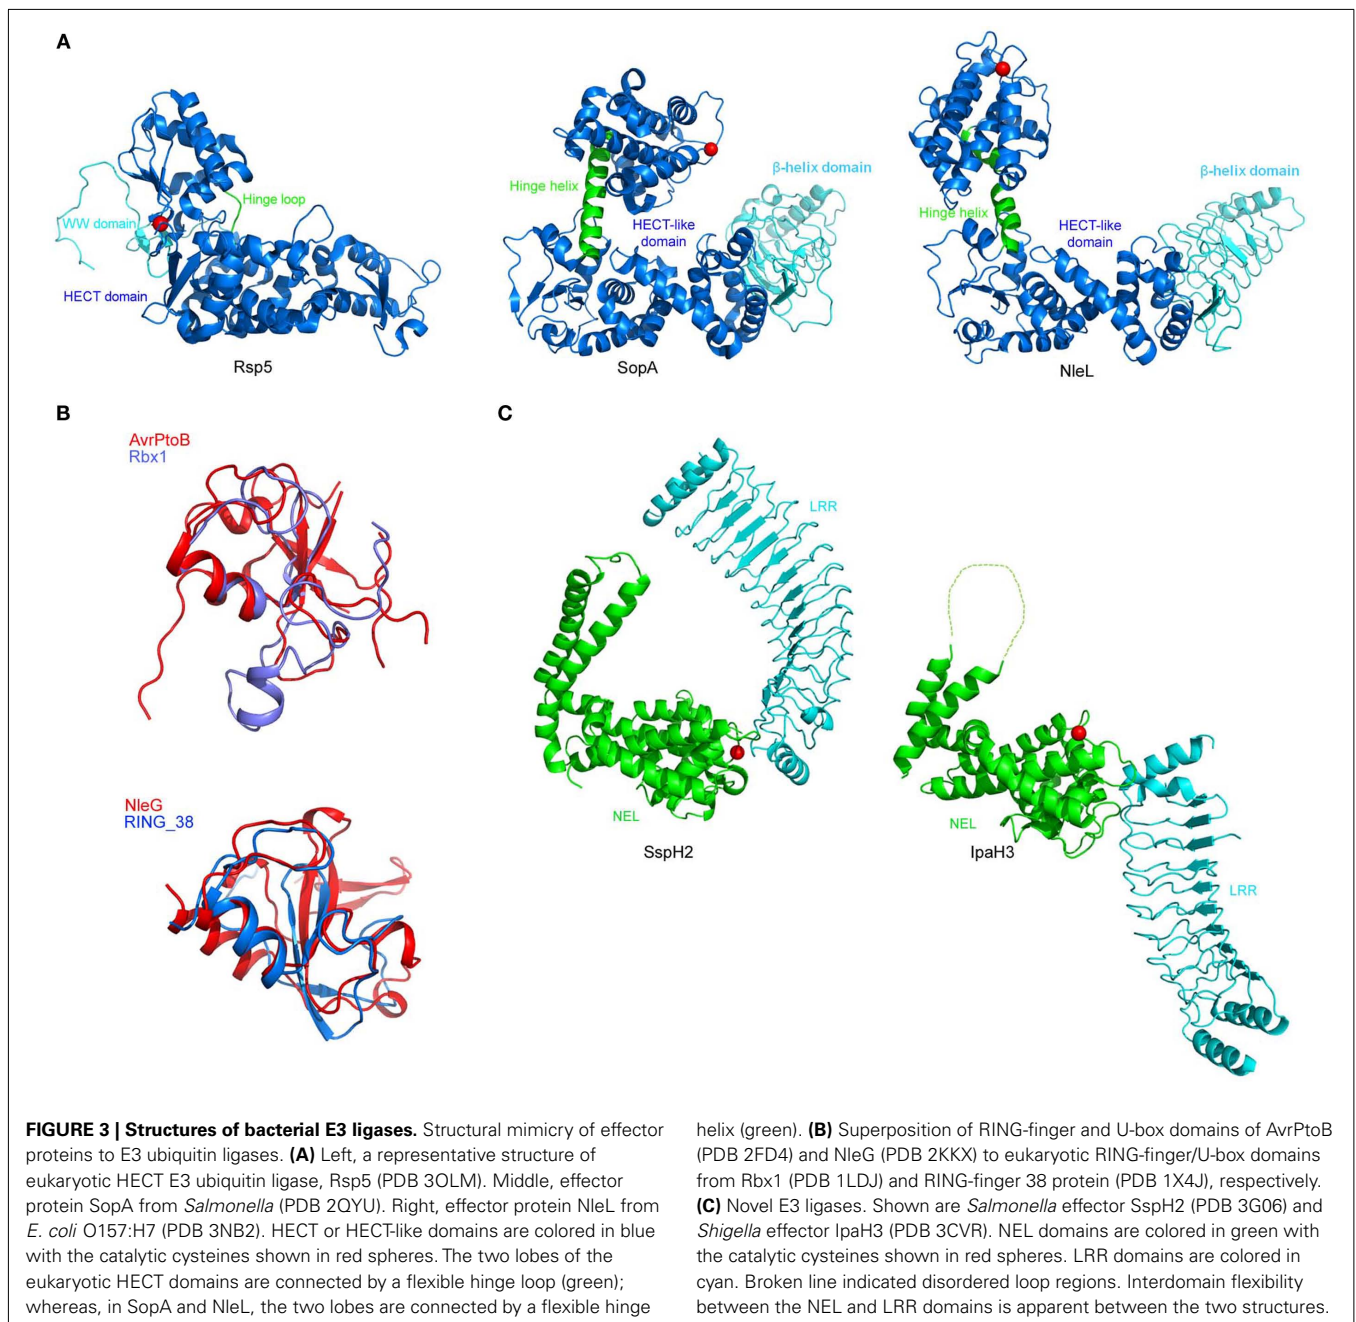 A
WW domain
Hinge loop
HECT domain
Rsp5
Hinge helix
HECT-like
domain
β-helix domain
SopA
Hinge helix
HECT-like
domain
β-helix domain
NleL
B
AvrPtoB
Rbx1
NleG
RING_38
C
LRR
NEL
SspH2
NEL
IpaH3
LRR
FIGURE 3 | Structures of bacterial E3 ligases. Structural mimicry of effector
proteins to E3 ubiquitin ligases. (A) Left, a representative structure of
eukaryotic HECT E3 ubiquitin ligase, Rsp5 (PDB 3OLM). Middle, effector
protein SopA from Salmonella (PDB 2QYU). Right, effector protein NleL from
E. coli O157:H7 (PDB 3NB2). HECT or HECT-like domains are colored in blue
with the catalytic cysteines shown in red spheres. The two lobes of the
eukaryotic HECT domains are connected by a flexible hinge loop (green);
whereas, in SopA and NleL, the two lobes are connected by a flexible hinge
helix (green). (B) Superposition of RING-finger and U-box domains of AvrPtoB
(PDB 2FD4) and NleG (PDB 2KKX) to eukaryotic RING-finger/U-box domains
from Rbx1 (PDB 1LDJ) and RING-finger 38 protein (PDB 1X4J), respectively.
(C) Novel E3 ligases. Shown are Salmonella effector SspH2 (PDB 3G06) and
Shigella effector IpaH3 (PDB 3CVR). NEL domains are colored in green with
the catalytic cysteines shown in red spheres. LRR domains are colored in
cyan. Broken line indicated disordered loop regions. Interdomain flexibility
between the NEL and LRR domains is apparent between the two structures.